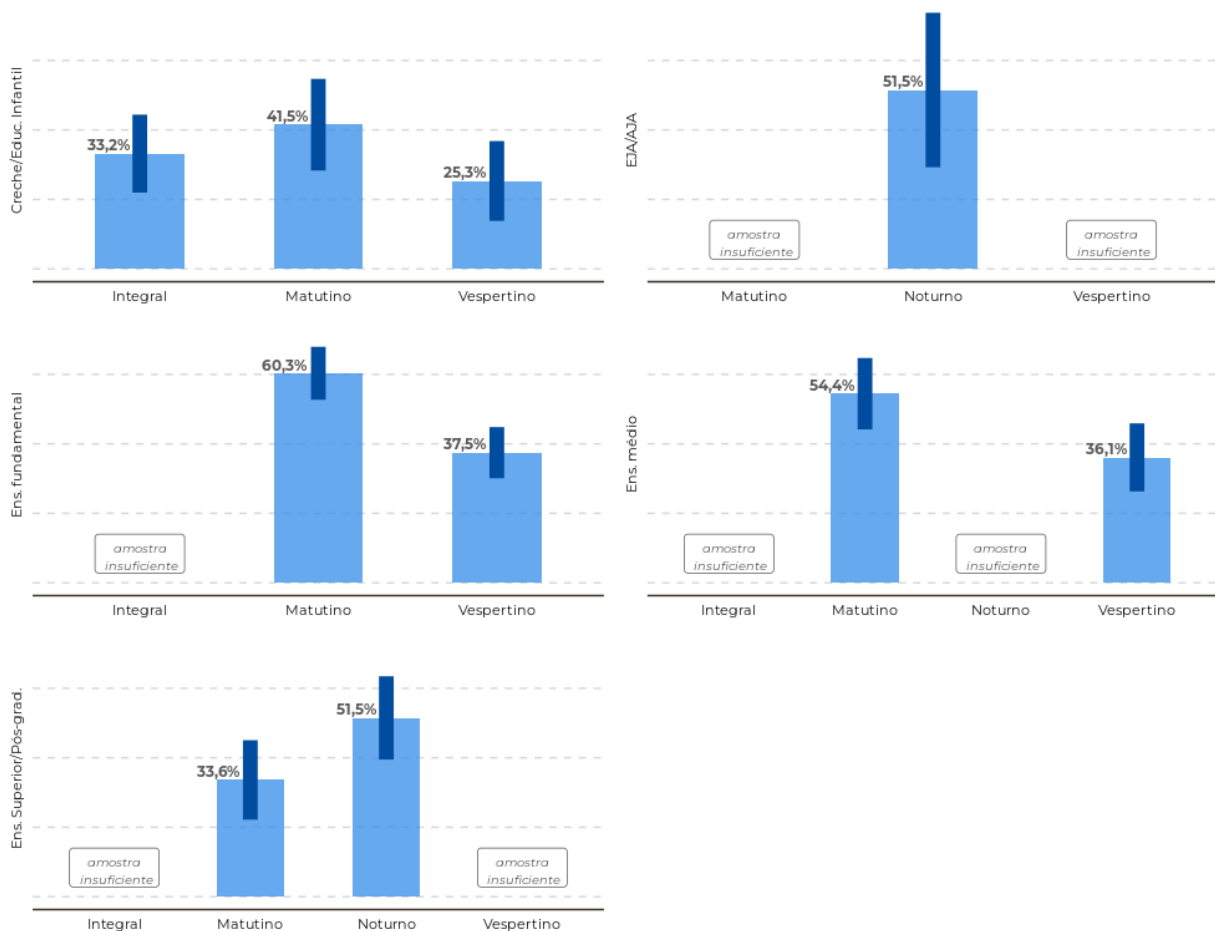 Creche/Educ. Infantil
33,2%
41,5%
25,3%
Integral
Matutino
Vespertino
EJA/AJA
51,5%
amostra
insuficiente
amostra
insuficiente
Matutino
Noturno
Vespertino
Ens. fundamental
60,3%
37,5%
amostra
insuficiente
Integral
Matutino
Vespertino
Ens. médio
54,4%
36,1%
amostra
insuficiente
amostra
insuficiente
Integral
Matutino
Noturno
Vespertino
Ens. Superior/Pós-grad.
33,6%
51,5%
amostra
insuficiente
amostra
insuficiente
Integral
Matutino
Noturno
Vespertino